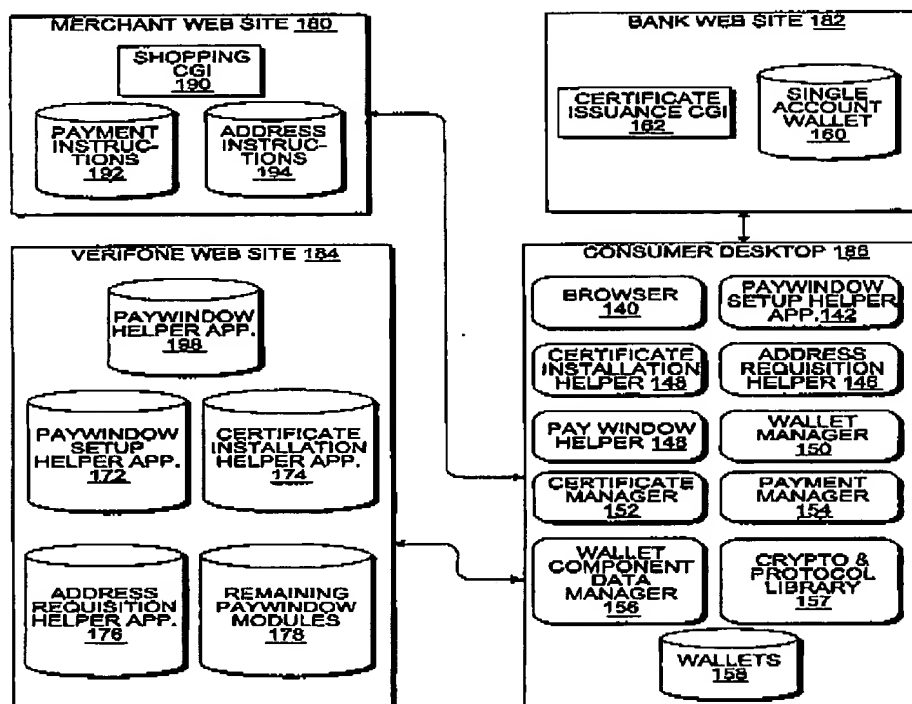 MERCHANT WEB SITE 180
SHOPPING
CGI
190
PAYMENT
INSTRUC-
TIONS
192
ADDRESS
INSTRUC-
TIONS
194
BANK WEB SITE 182
CERTIFICATE
ISSUANCE CGI
162
SINGLE
ACCOUNT
WALLET
160
VERIFONE WEB SITE 184
PAYWINDOW
HELPER APP.
198
PAYWINDOW
SETUP
HELPER APP.
172
CERTIFICATE
INSTALLATION
HELPER APP.
174
ADDRESS
REQUISITION
HELPER APP.
176
REMAINING
PAYWINDOW
MODULES
178
CONSUMER DESKTOP 186
BROWSER
140
PAYWINDOW
SETUP HELPER
APP. 142
CERTIFICATE
INSTALLATION
HELPER 148
ADDRESS
REQUISITION
HELPER 146
PAY WINDOW
HELPER 148
WALLET
MANAGER
150
CERTIFICATE
MANAGER
152
PAYMENT
MANAGER
154
WALLET
COMPONENT
DATA
MANAGER
156
CRYPTO &
PROTOCOL
LIBRARY
157
WALLETS
158